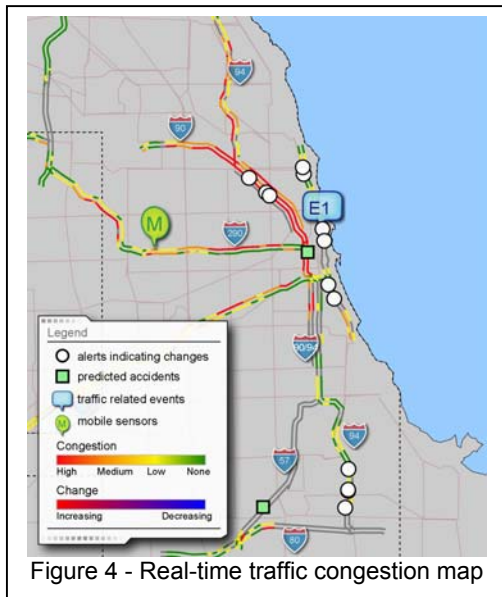 94
90
E1
M
290
Legend
alerts indicating changes
predicted accidents
traffic related events
M mobile sensors
Congestion
High Medium Low None
Change
Increasing Decreasing
90/94
94
57
80
Figure 4 - Real-time traffic congestion map